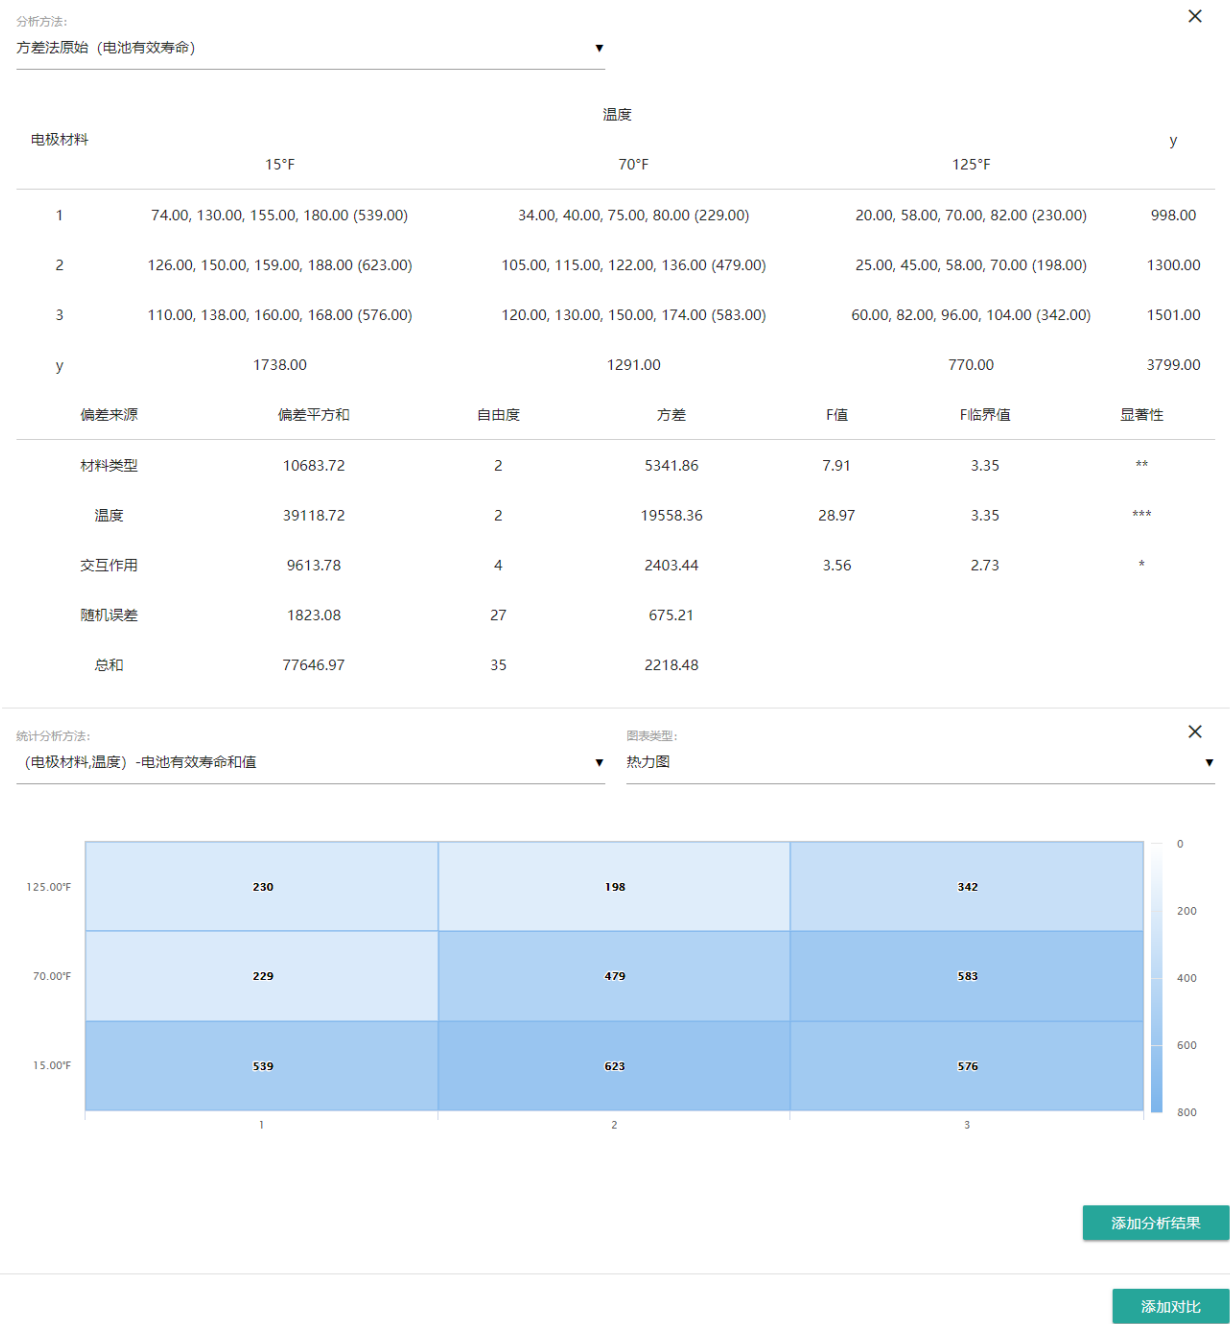 分析方法:
方差法原始（电池有效寿命） ▼
电极材料 温度 y
15°F 70°F 125°F
1 74.00, 130.00, 155.00, 180.00 (539.00) 34.00, 40.00, 75.00, 80.00 (229.00) 20.00, 58.00, 70.00, 82.00 (230.00) 998.00
2 126.00, 150.00, 159.00, 188.00 (623.00) 105.00, 115.00, 122.00, 136.00 (479.00) 25.00, 45.00, 58.00, 70.00 (198.00) 1300.00
3 110.00, 138.00, 160.00, 168.00 (576.00) 120.00, 130.00, 150.00, 174.00 (583.00) 60.00, 82.00, 96.00, 104.00 (342.00) 1501.00
y 1738.00 1291.00 770.00 3799.00
偏差来源 偏差平方和 自由度 方差 F值 F临界值 显著性
材料类型 10683.72 2 5341.86 7.91 3.35 **
温度 39118.72 2 19558.36 28.97 3.35 ***
交互作用 9613.78 4 2403.44 3.56 2.73 *
随机误差 1823.08 27 675.21
总和 77646.97 35 2218.48
统计分析方法: 图表类型:
（电极材料,温度）-电池有效寿命和值 ▼ 热力图 ▼
125.00°F 230 198 342
70.00°F 229 479 583
15.00°F 539 623 576
1 2 3
0
200
400
600
800
添加分析结果
添加对比